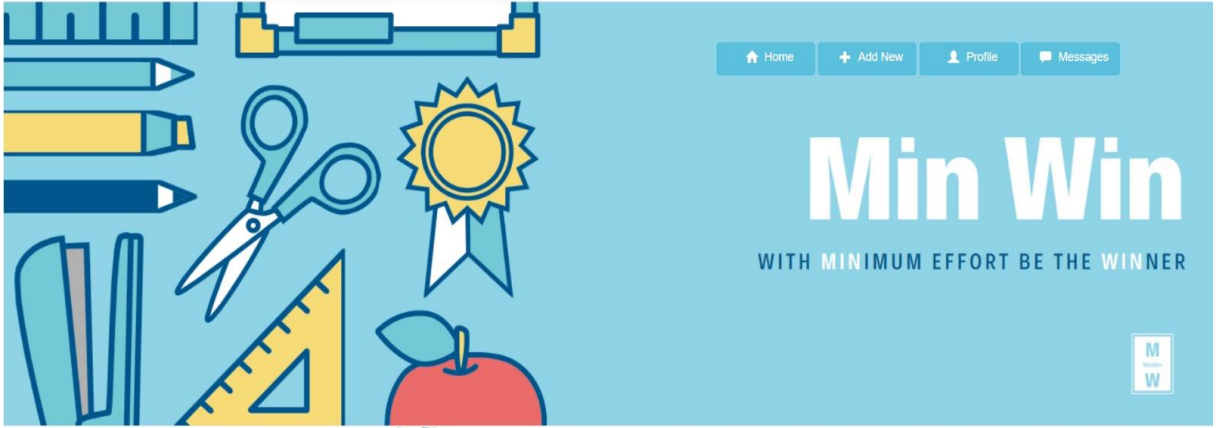 Home
Add New
Profile
Messages
Min Win
WITH MINIMUM EFFORT BE THE WINNER
M
W